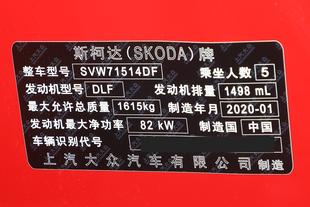 斯柯达(SKODA)牌
整车型号 SVW71514DF 乘坐人数 5
发动机型号 DLF 发动机排量 1498 mL
最大允许总质量 1615kg 制造年月 2020-01
发动机最大净功率 82 kW 制造国 中国
车辆识别代号
上汽大众汽车有限公司 制造